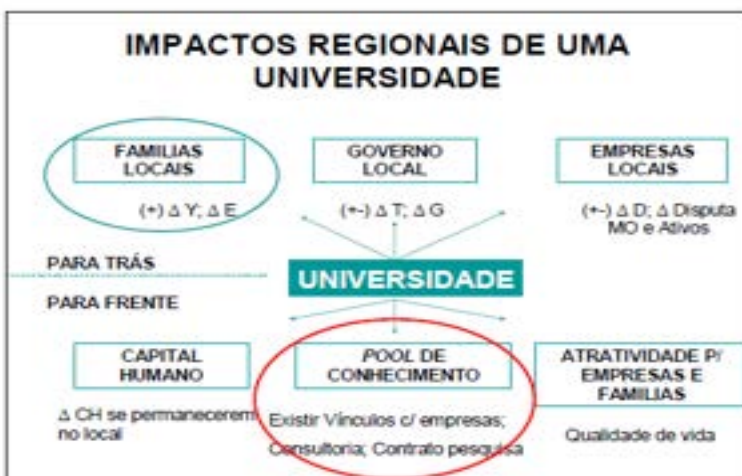 IMPACTOS REGIONAIS DE UMA
UNIVERSIDADE
FAMILIAS
LOCAIS
GOVERNO
LOCAL
EMPRESAS
LOCAIS
(+) Δ Y; Δ E
(+-) Δ T; Δ G
(+-) Δ D; Δ Disputa
MO e Ativos
PARA TRÁS
UNIVERSIDADE
PARA FRENTE
CAPITAL
HUMANO
POOL DE
CONHECIMENTO
ATRATIVIDADE P/
EMPRESAS E
FAMILIAS
Δ CH se permanecerem
no local
Existir Vínculos c/ empresas;
Consultoria; Contrato pesquisa
Qualidade de vida